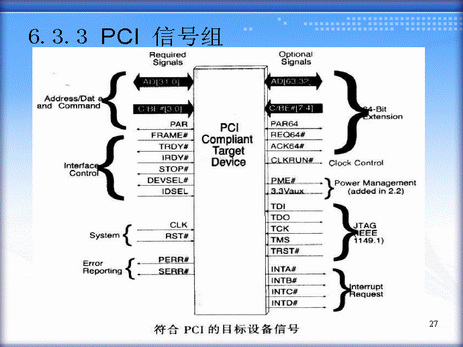 6.3.3 PCI 信号组
Required
Signals
Optional
Signals
Address/Dat a
and Command
AD[31:0]
C/BE#[3:0]
PAR
Interface
Control
FRAME#
TRDY#
IRDY#
STOP#
DEVSEL#
IDSEL
System
CLK
RST#
Error
Reporting
PERR#
SERR#
PCI
Compliant
Target
Device
AD[63:32]
C/BE#[7:4]
PAR64
REQ64#
ACK64#
64-Bit
Extension
CLKRUN#
Clock Control
PME#
3.3Vaux
Power Management
(added in 2.2)
TDI
TDO
TCK
TMS
TRST#
JTAG
IEEE
1149.1)
INTA#
INTB#
INTC#
INTD#
Interrupt
Request
符合 PCI 的目标设备信号
27